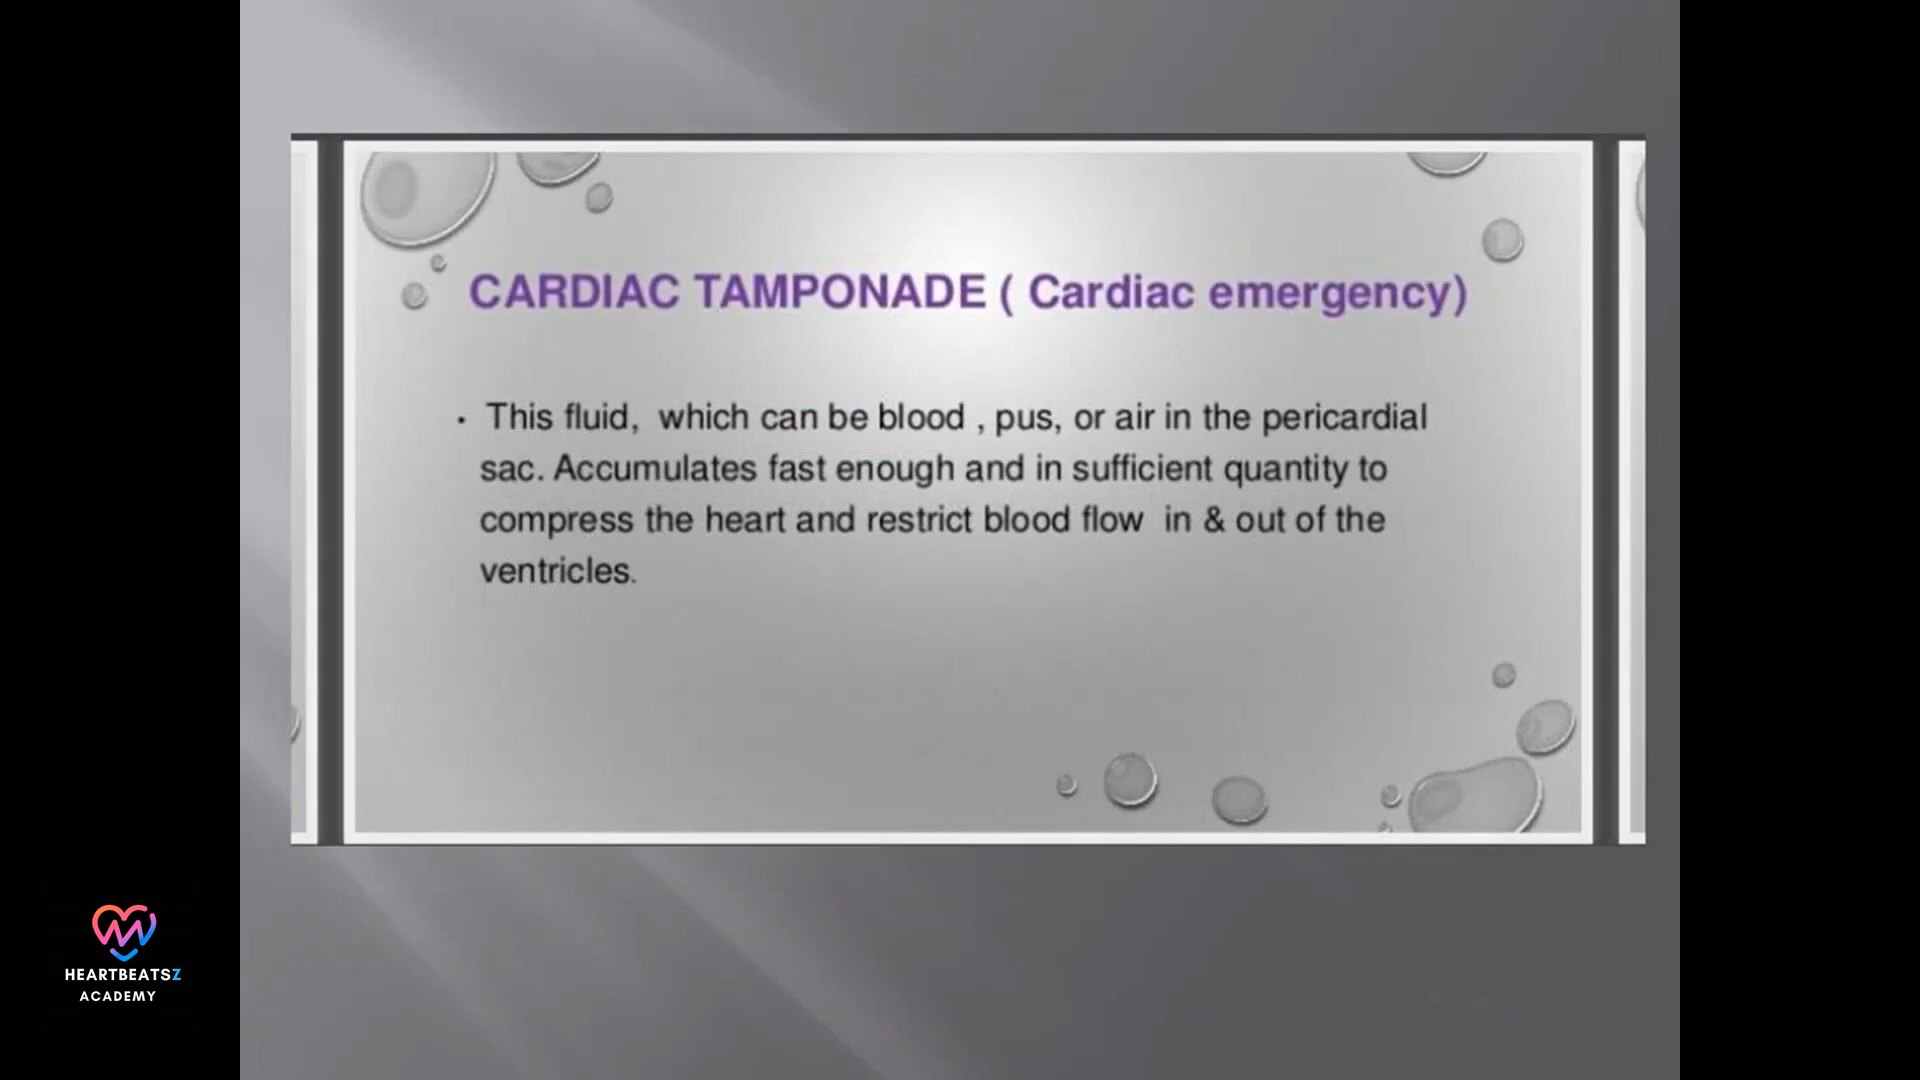 CARDIAC TAMPONADE ( Cardiac emergency)
• This fluid, which can be blood , pus, or air in the pericardial
sac. Accumulates fast enough and in sufficient quantity to
compress the heart and restrict blood flow in & out of the
ventricles.
HEARTBEATSZ
ACADEMY